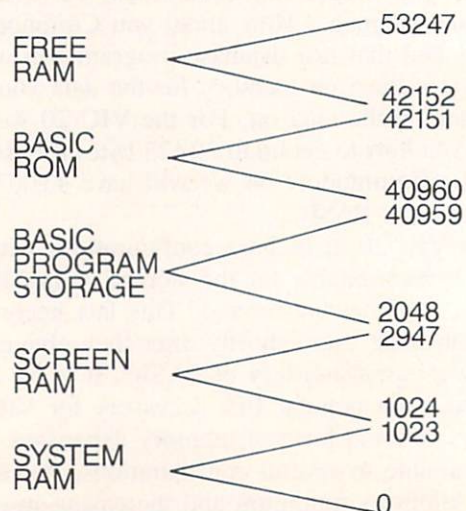 53247
FREE
RAM
42152
42151
BASIC
ROM
40960
40959
BASIC
PROGRAM
STORAGE
2048
2947
SCREEN
RAM
1024
1023
SYSTEM
RAM
0